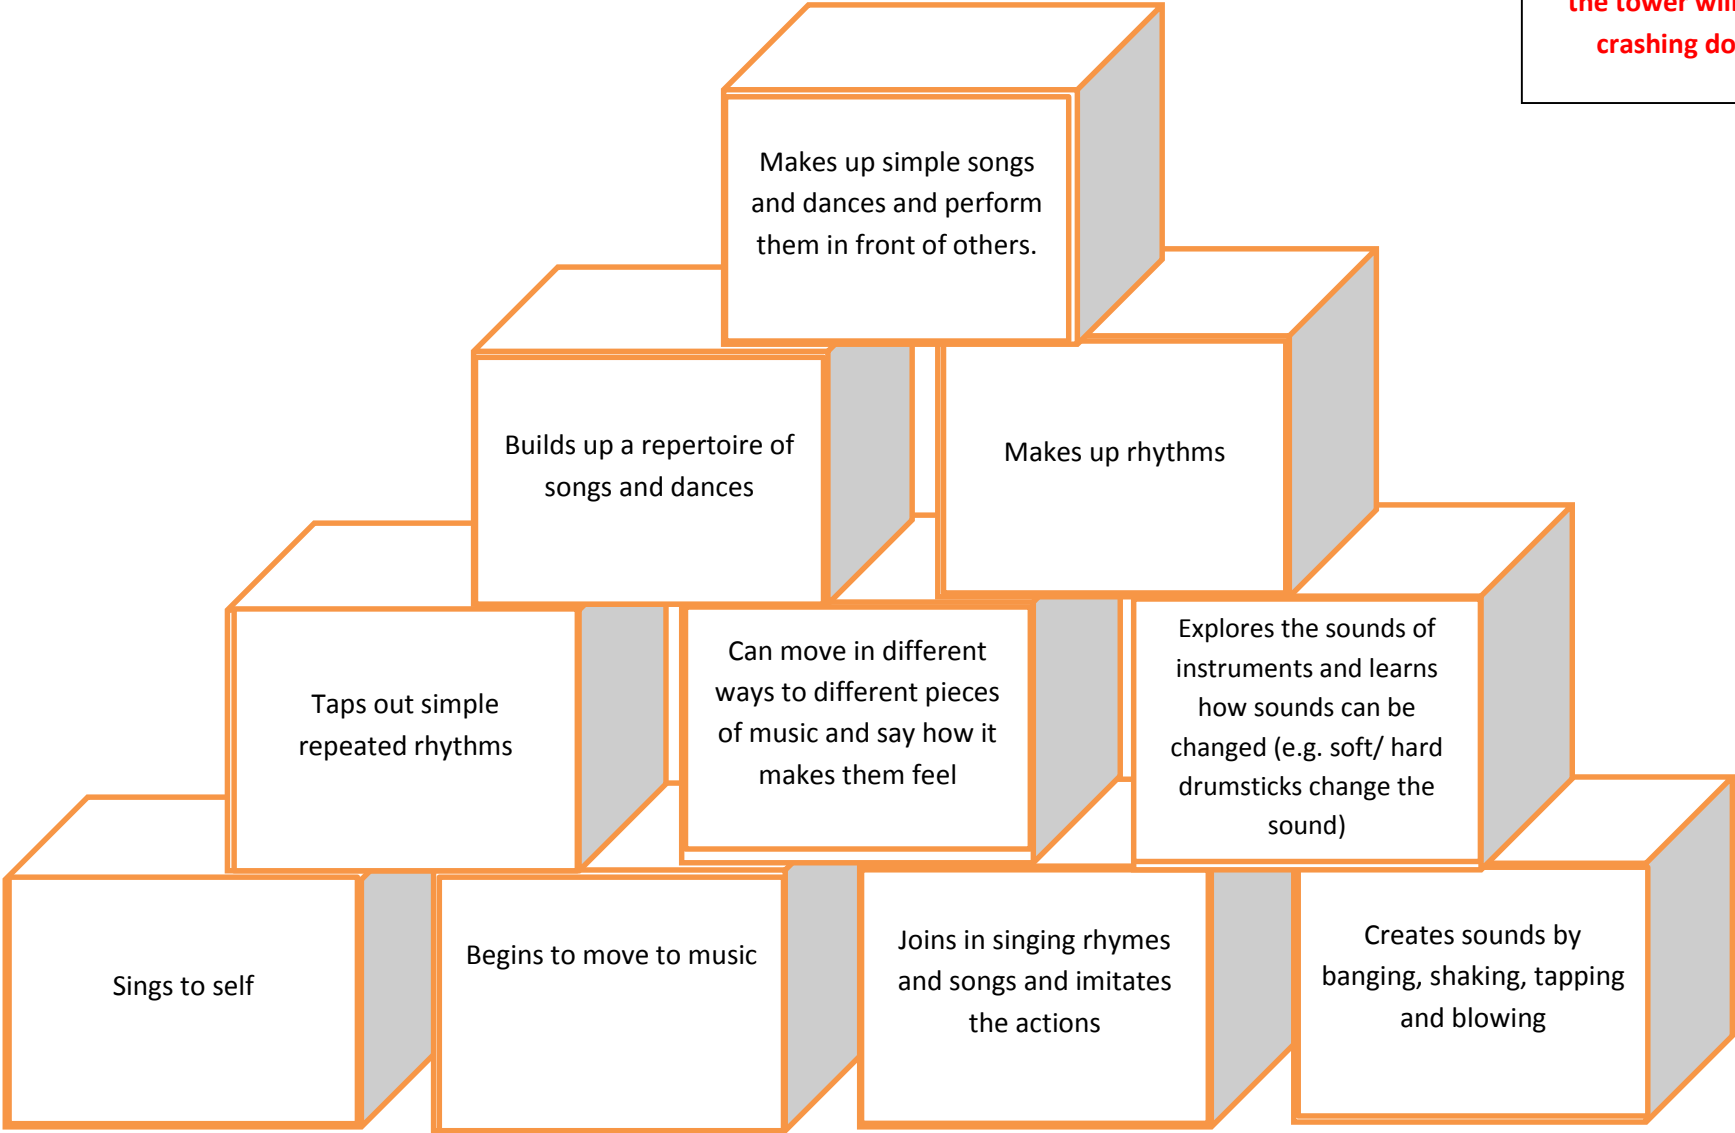 the tower will
crashing do
Makes up simple songs
and dances and perform
them in front of others.
Builds up a repertoire of
songs and dances
Makes up rhythms
Taps out simple
repeated rhythms
Can move in different
ways to different pieces
of music and say how it
makes them feel
Explores the sounds of
instruments and learns
how sounds can be
changed (e.g. soft/ hard
drumsticks change the
sound)
Sings to self
Begins to move to music
Joins in singing rhymes
and songs and imitates
the actions
Creates sounds by
banging, shaking, tapping
and blowing